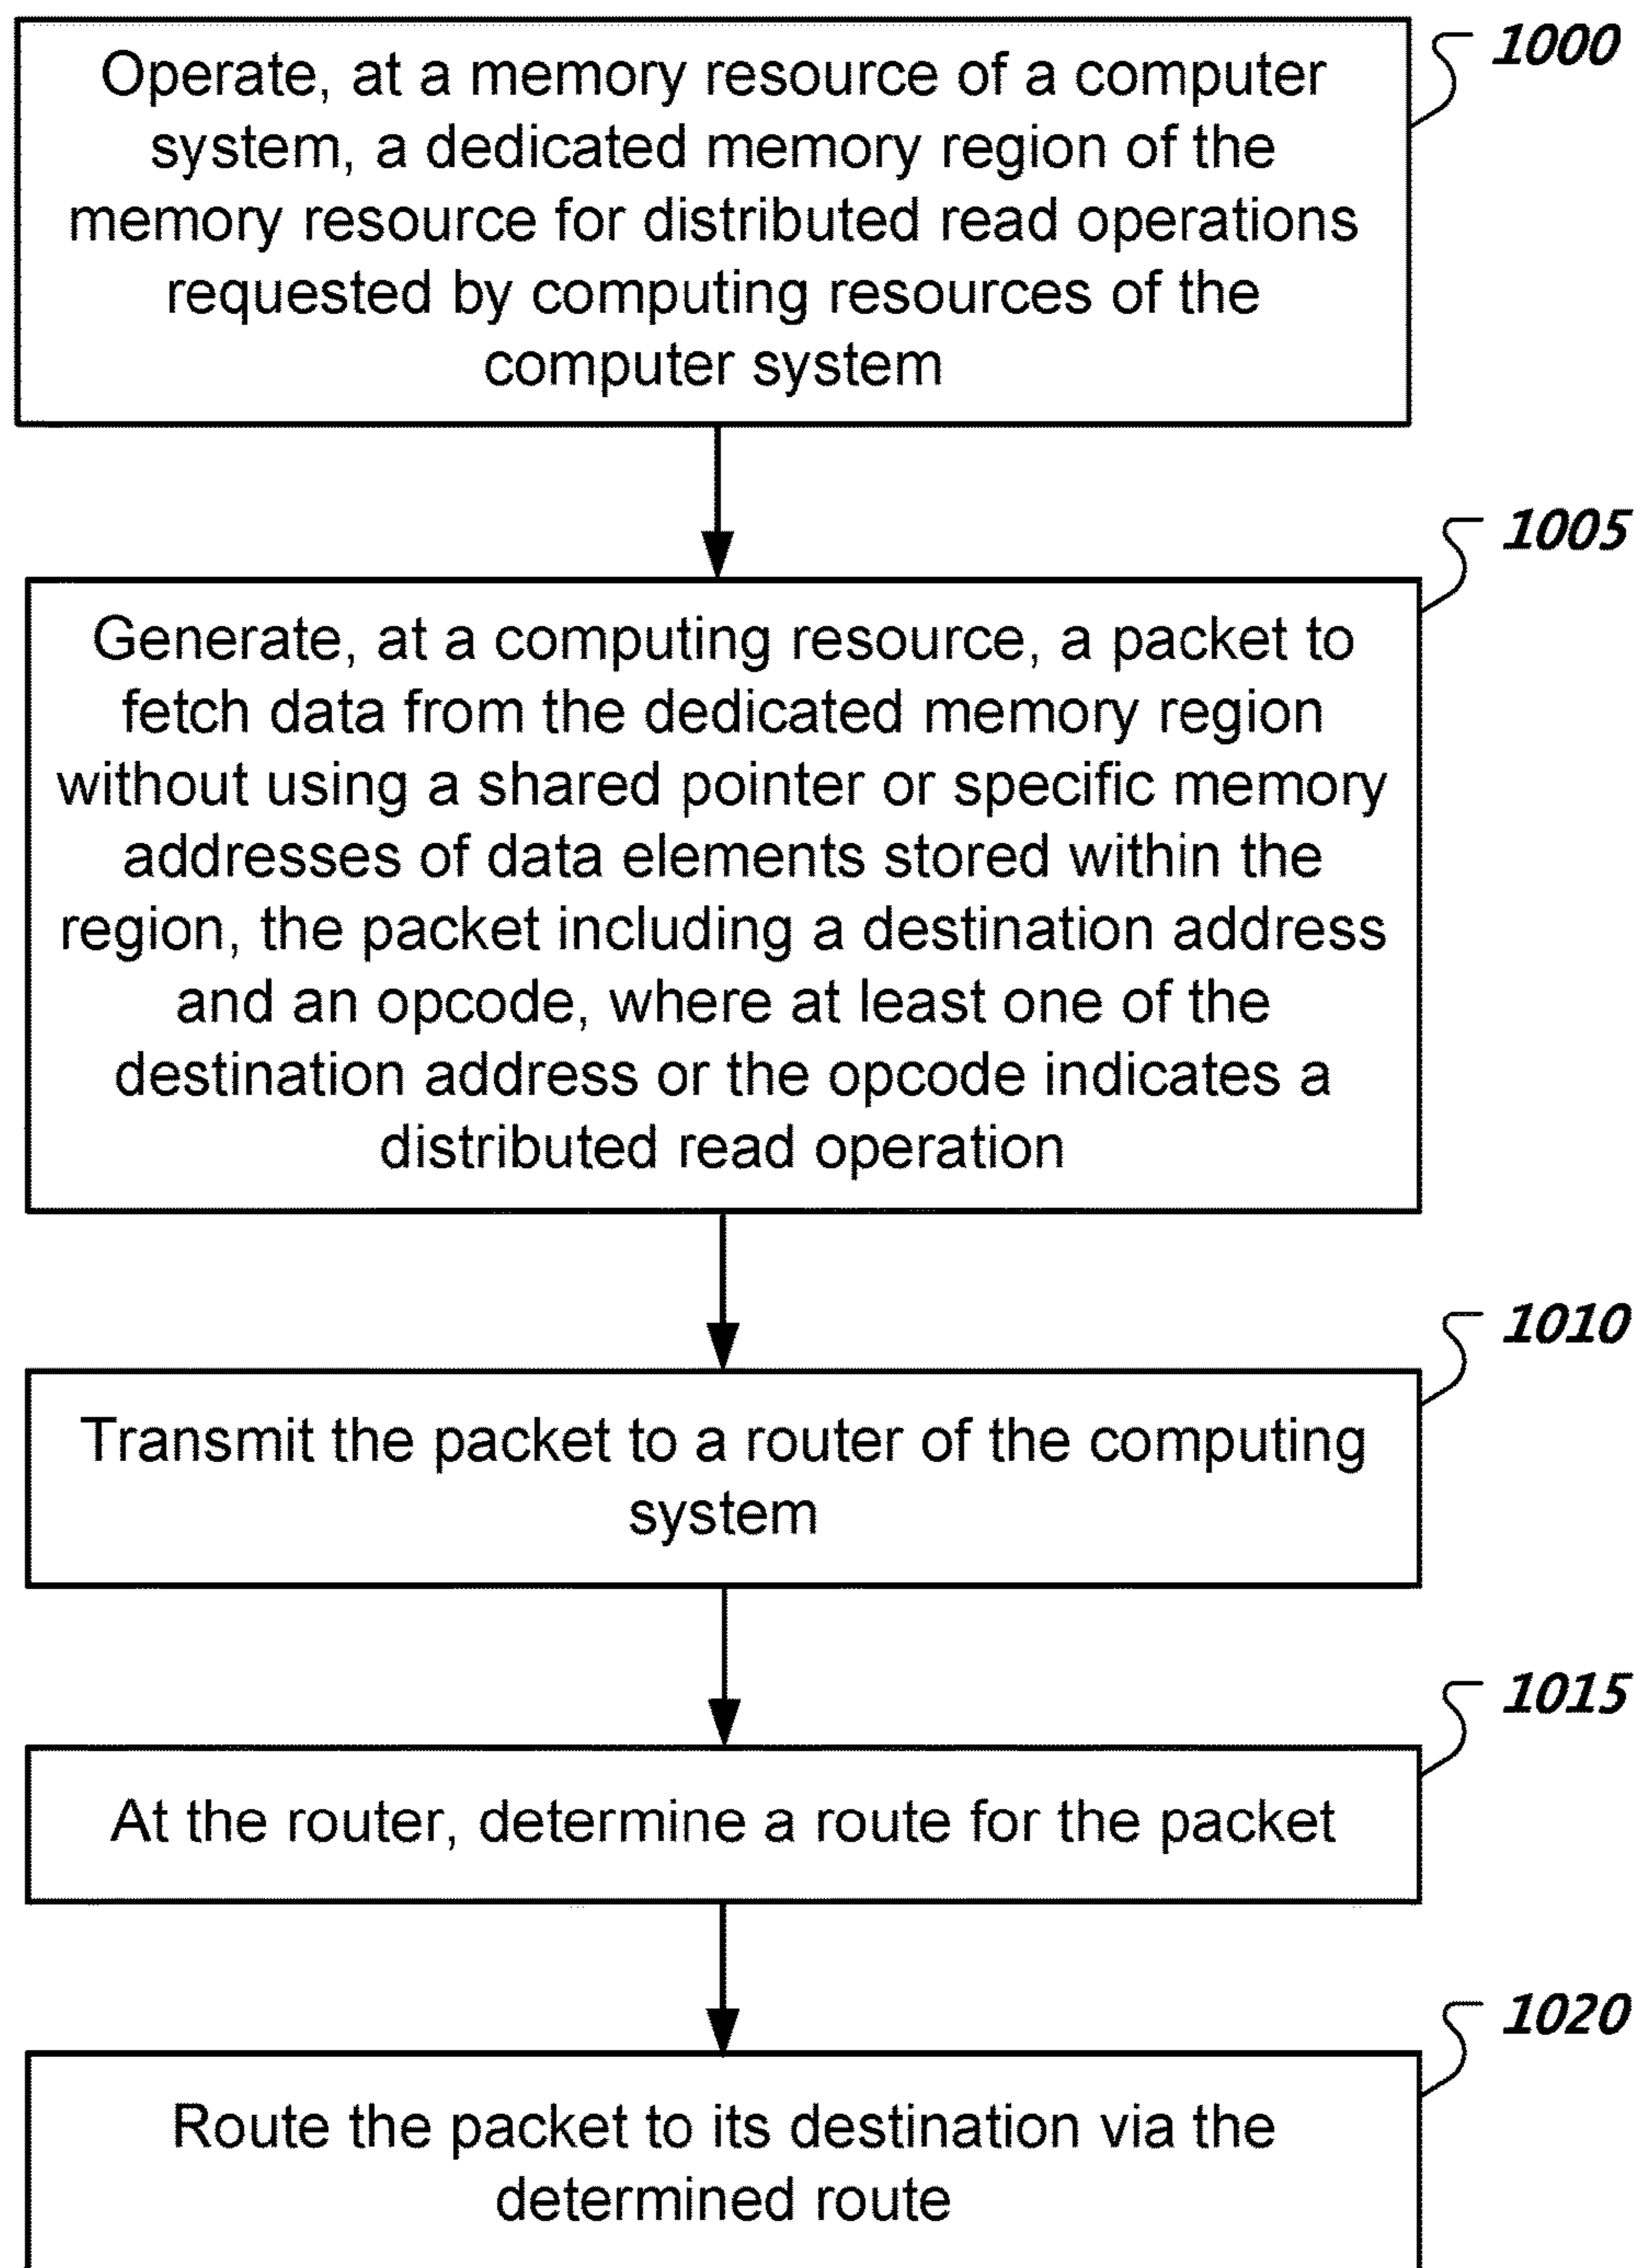 1000
Operate, at a memory resource of a computer
system, a dedicated memory region of the
memory resource for distributed read operations
requested by computing resources of the
computer system
1005
Generate, at a computing resource, a packet to
fetch data from the dedicated memory region
without using a shared pointer or specific memory
addresses of data elements stored within the
region, the packet including a destination address
and an opcode, where at least one of the
destination address or the opcode indicates a
distributed read operation
1010
Transmit the packet to a router of the computing
system
1015
At the router, determine a route for the packet
1020
Route the packet to its destination via the
determined route